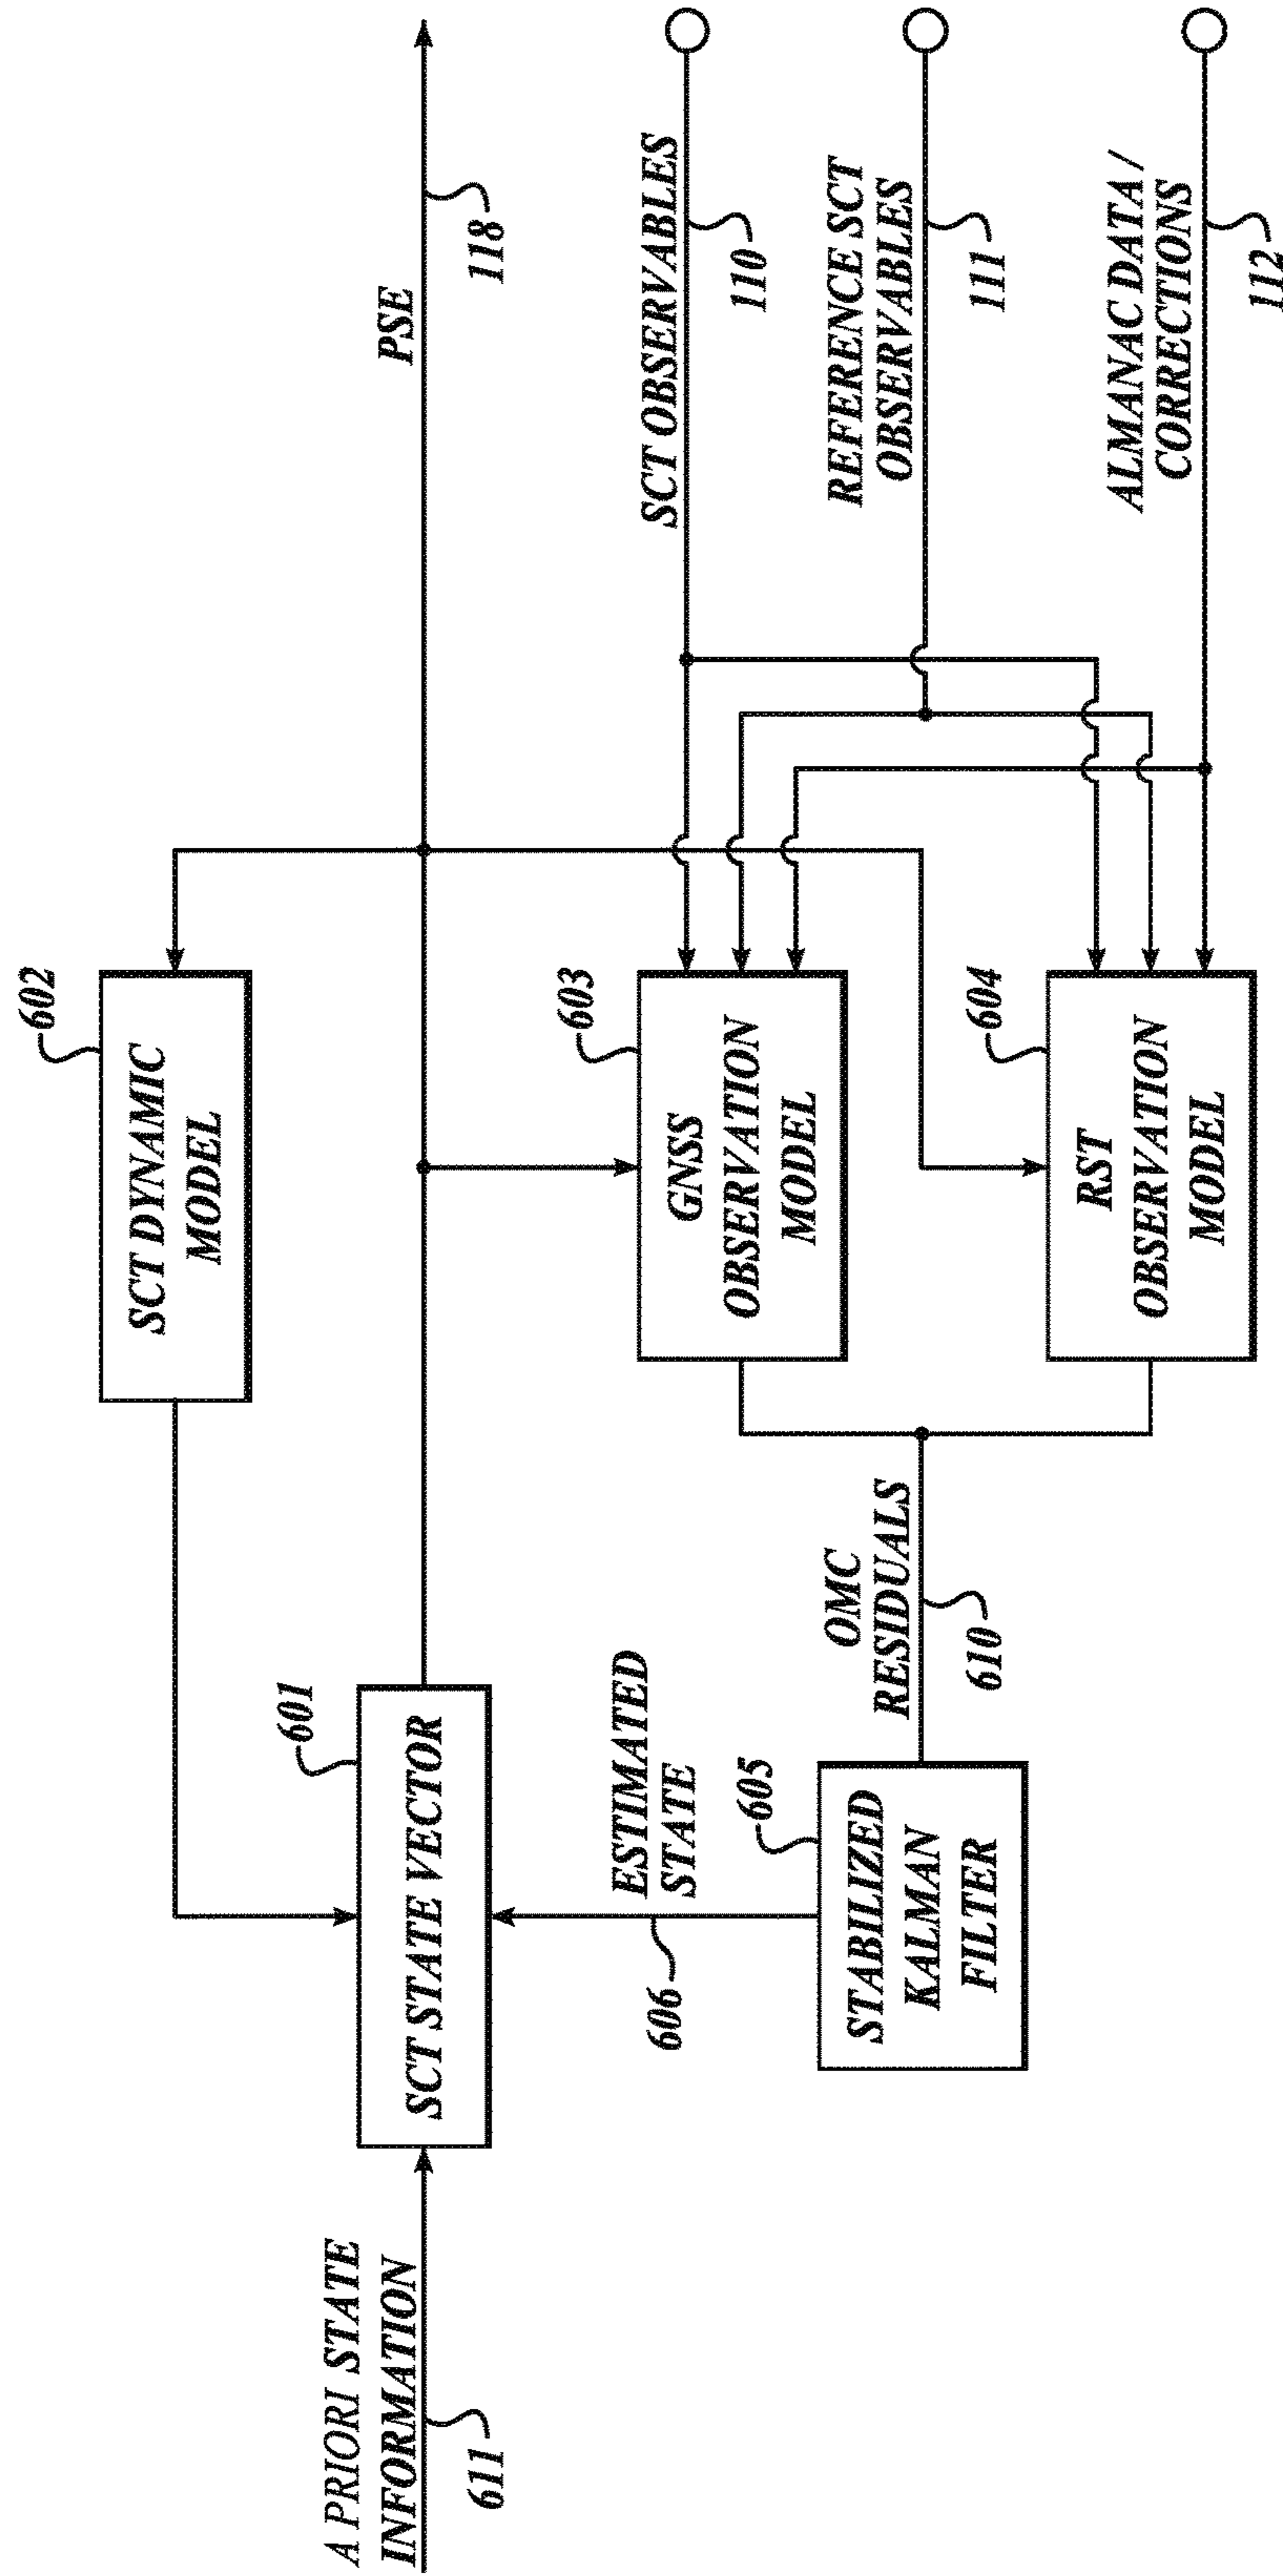 602
SCT DYNAMIC
MODEL
A PRIORI STATE
INFORMATION
611
601
SCT STATE VECTOR
PSE
118
ESTIMATED
STATE
606
603
GNSS
OBSERVATION
MODEL
SCT OBSERVABLES
110
605
STABILIZED
KALMAN
FILTER
OMC
RESIDUALS
610
REFERENCE SCT
OBSERVABLES
111
604
RST
OBSERVATION
MODEL
ALMANAC DATA /
CORRECTIONS
112